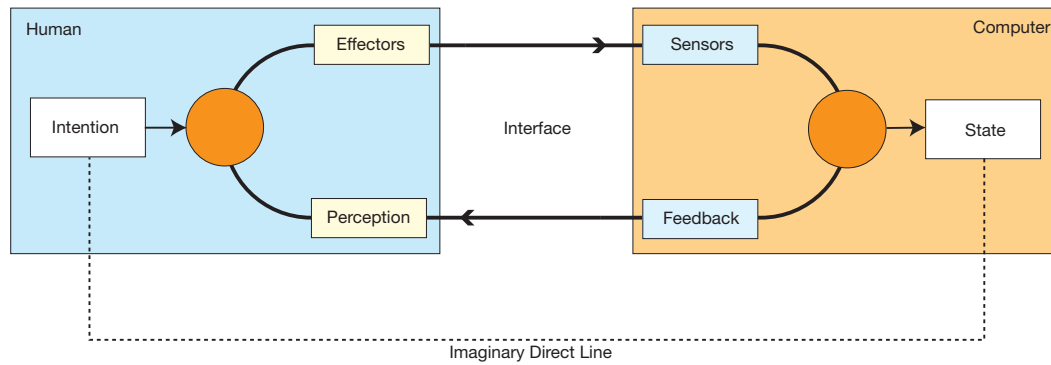 Human
Computer
Effectors
Sensors
Intention
Interface
State
Perception
Feedback
Imaginary Direct Line